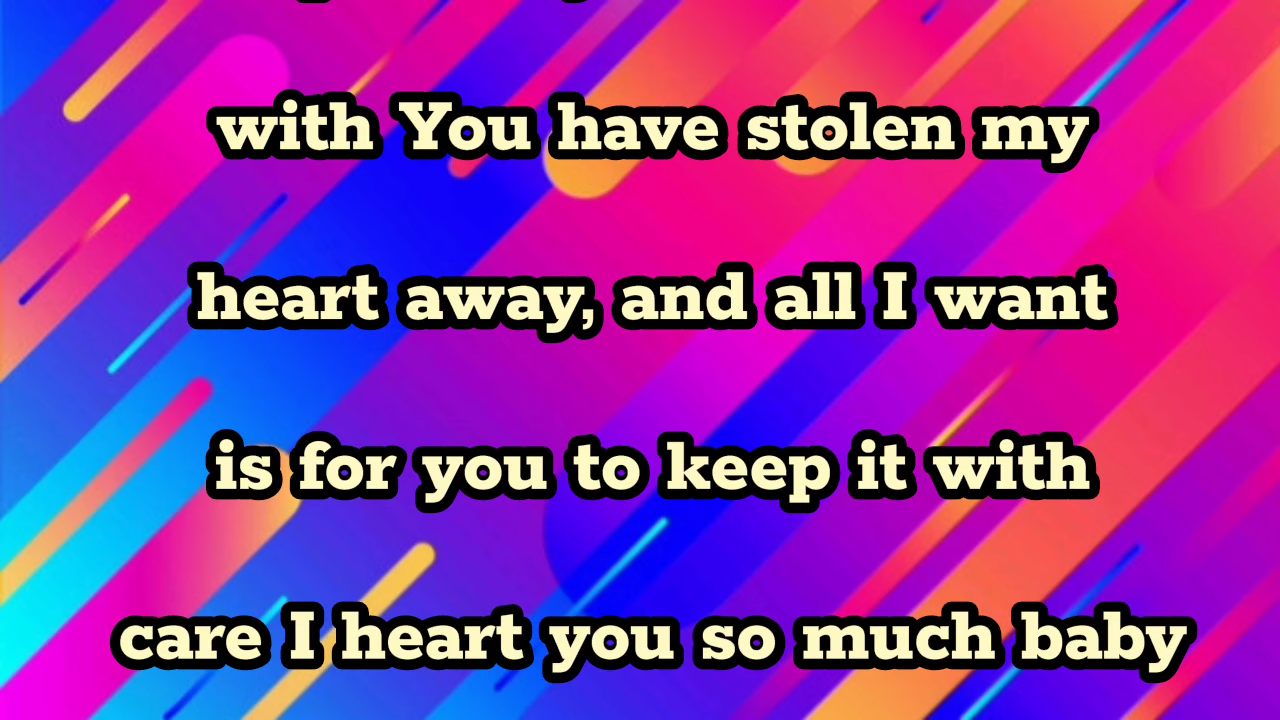 with You have stolen my
heart away, and all I want
is for you to keep it with
care I heart you so much baby